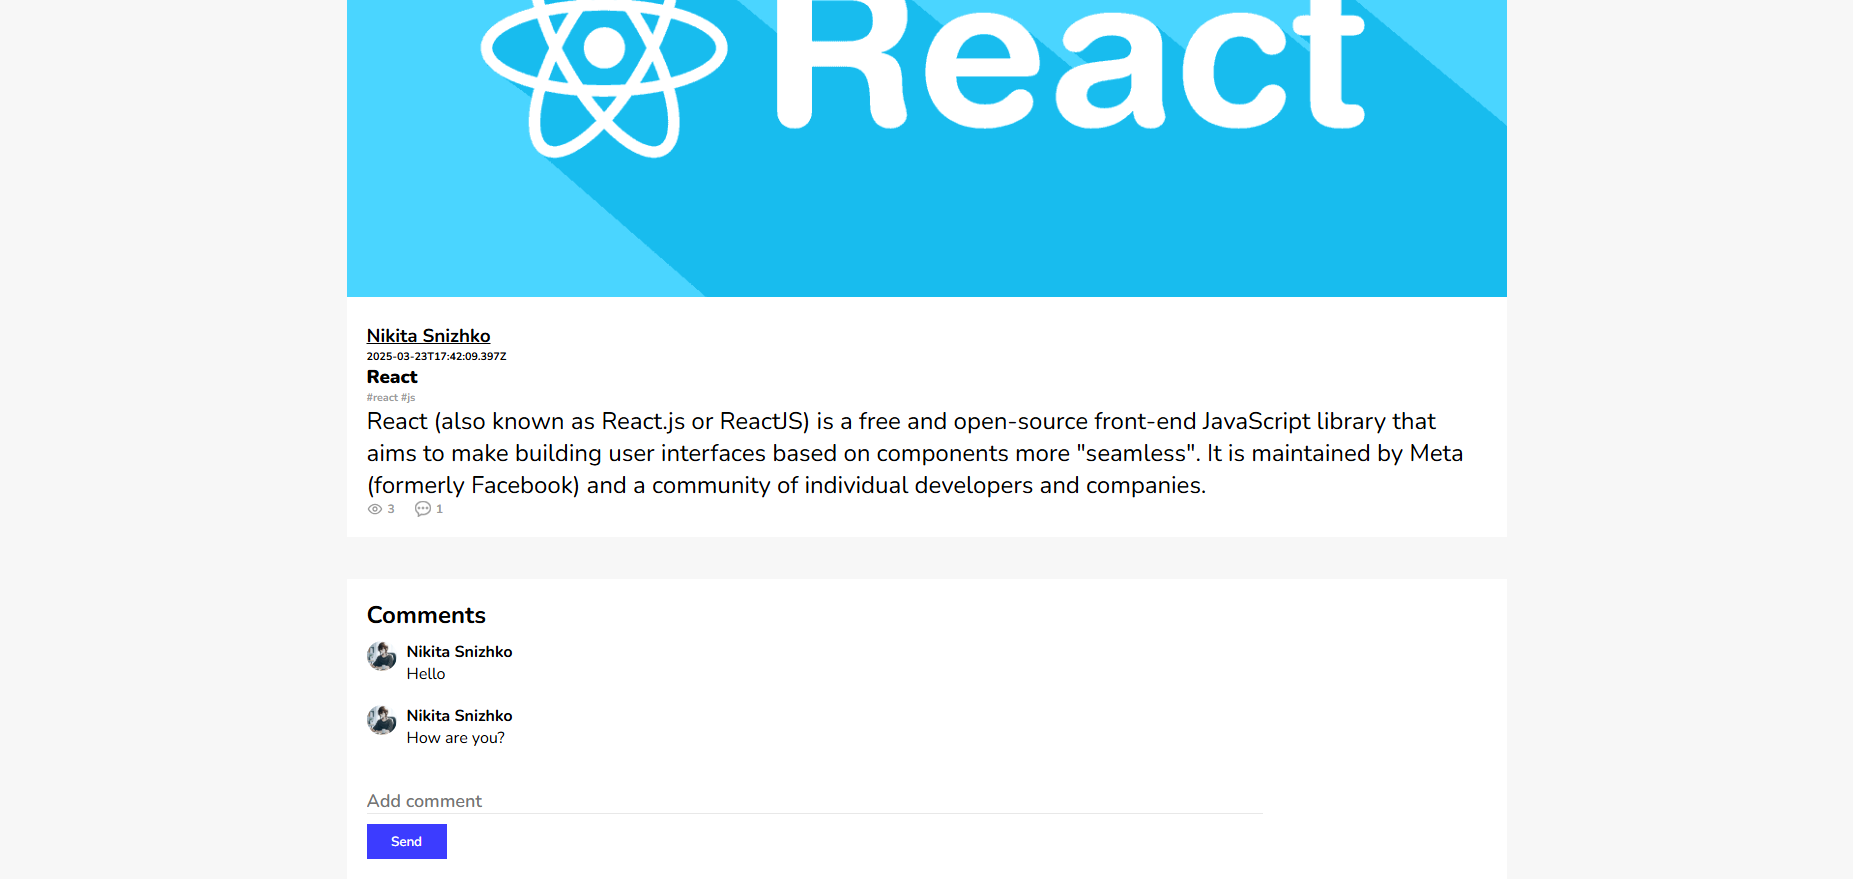 React
Nikita Snizhko
2025-03-23T17:42:09.397Z
React
#react #js
React (also known as React.js or ReactJS) is a free and open-source front-end JavaScript library that
aims to make building user interfaces based on components more "seamless". It is maintained by Meta
(formerly Facebook) and a community of individual developers and companies.
3 1
Comments
Nikita Snizhko
Hello
Nikita Snizhko
How are you?
Add comment
Send